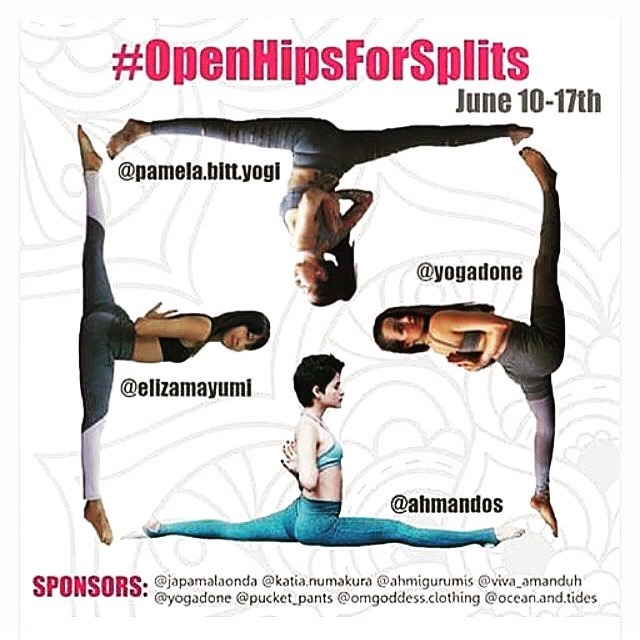 #OpenHipsForSplits
June 10-17th
@pamela.bitt.yogi
@yogadone
@elizamayumi
@ahmandos
SPONSORS: @japamalaonda @katia.numakura @ahmigurumis @viva_amanduh
@yogadone @pucket_pants @omgoddess.clothing @ocean.and.tides